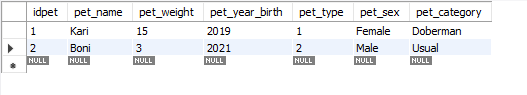 idpet pet_name pet_weight pet_year_birth pet_type pet_sex pet_category
1 Kari 15 2019 1 Female Doberman
2 Boni 3 2021 2 Male Usual
NULL NULL NULL NULL NULL NULL NULL